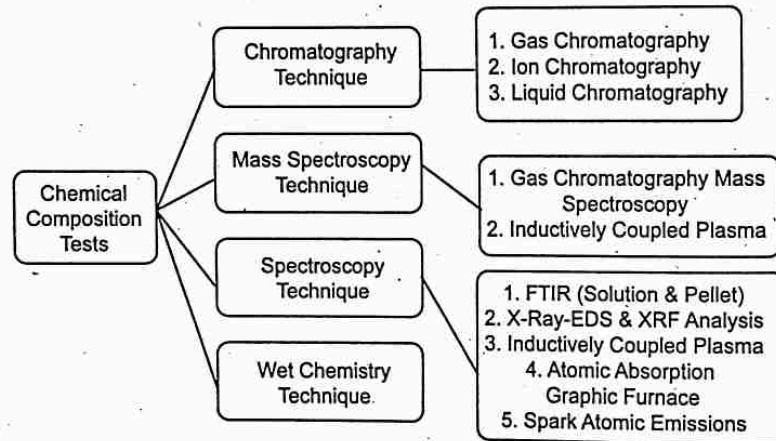 Chemical
Composition
Tests
Chromatography
Technique
1. Gas Chromatography
2. Ion Chromatography
3. Liquid Chromatography
Mass Spectroscopy
Technique
1. Gas Chromatography Mass
Spectroscopy
2. Inductively Coupled Plasma
Spectroscopy
Technique
1. FTIR (Solution & Pellet)
2. X-Ray-EDS & XRF Analysis
3. Inductively Coupled Plasma
4. Atomic Absorption
Graphic Furnace
5. Spark Atomic Emissions
Wet Chemistry
Technique